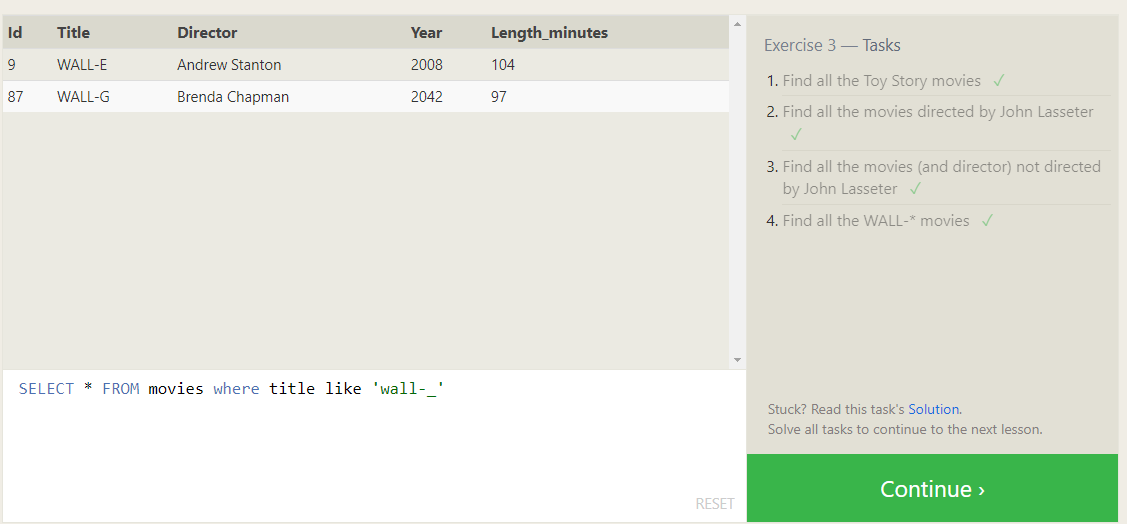 Id Title Director Year Length_minutes
9 WALL-E Andrew Stanton 2008 104
87 WALL-G Brenda Chapman 2042 97
SELECT * FROM movies where title like 'wall-_'
RESET
Exercise 3 — Tasks
1. Find all the Toy Story movies ✓
2. Find all the movies directed by John Lasseter
✓
3. Find all the movies (and director) not directed
by John Lasseter ✓
4. Find all the WALL-* movies ✓
Stuck? Read this task's Solution.
Solve all tasks to continue to the next lesson.
Continue ›